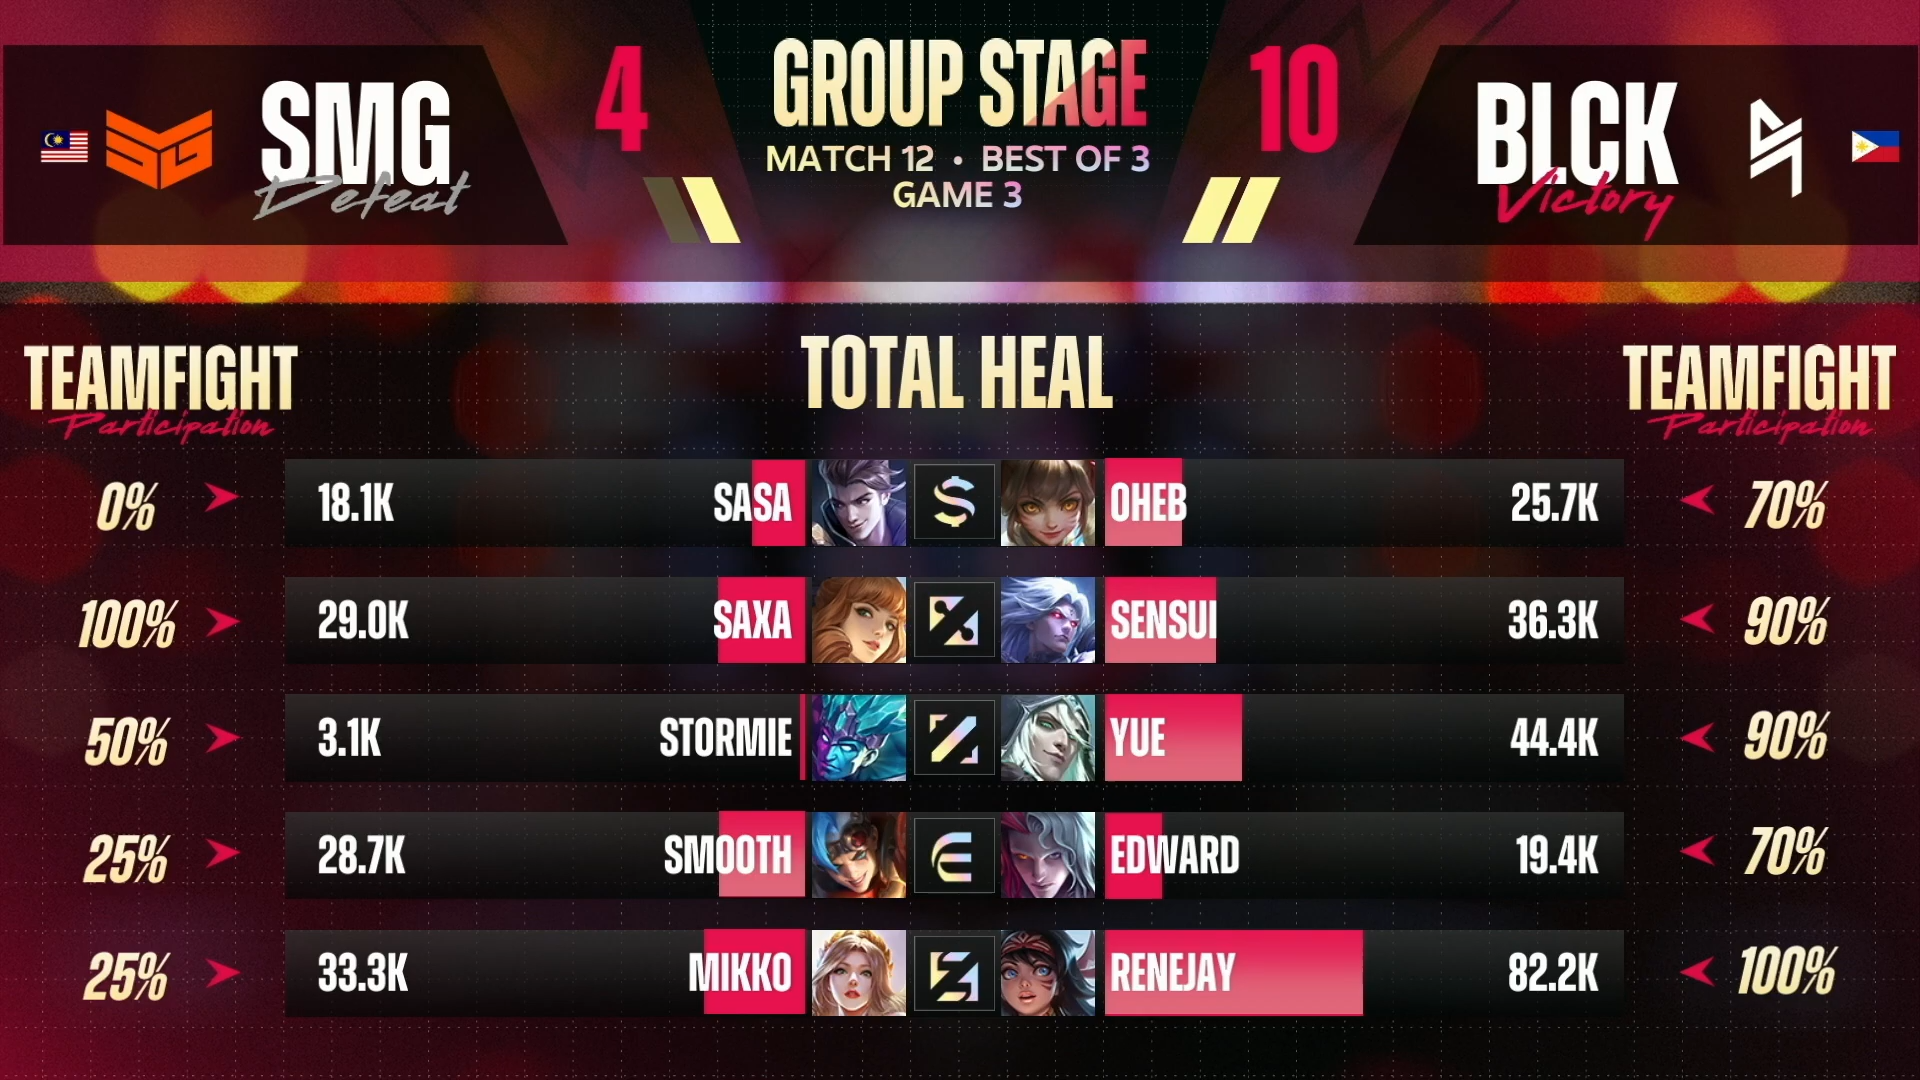 4
GROUP STAGE
10
SMG
Defeat
MATCH 12 • BEST OF 3
GAME 3
BLCK
Victory
TEAMFIGHT
Participation
TOTAL HEAL
TEAMFIGHT
Participation
0% 18.1K SASA OHEB 25.7K 70%
100% 29.0K SAXA SENSUI 36.3K 90%
50% 3.1K STORMIE YUE 44.4K 90%
25% 28.7K SMOOTH EDWARD 19.4K 70%
25% 33.3K MIKKO RENEJAY 82.2K 100%